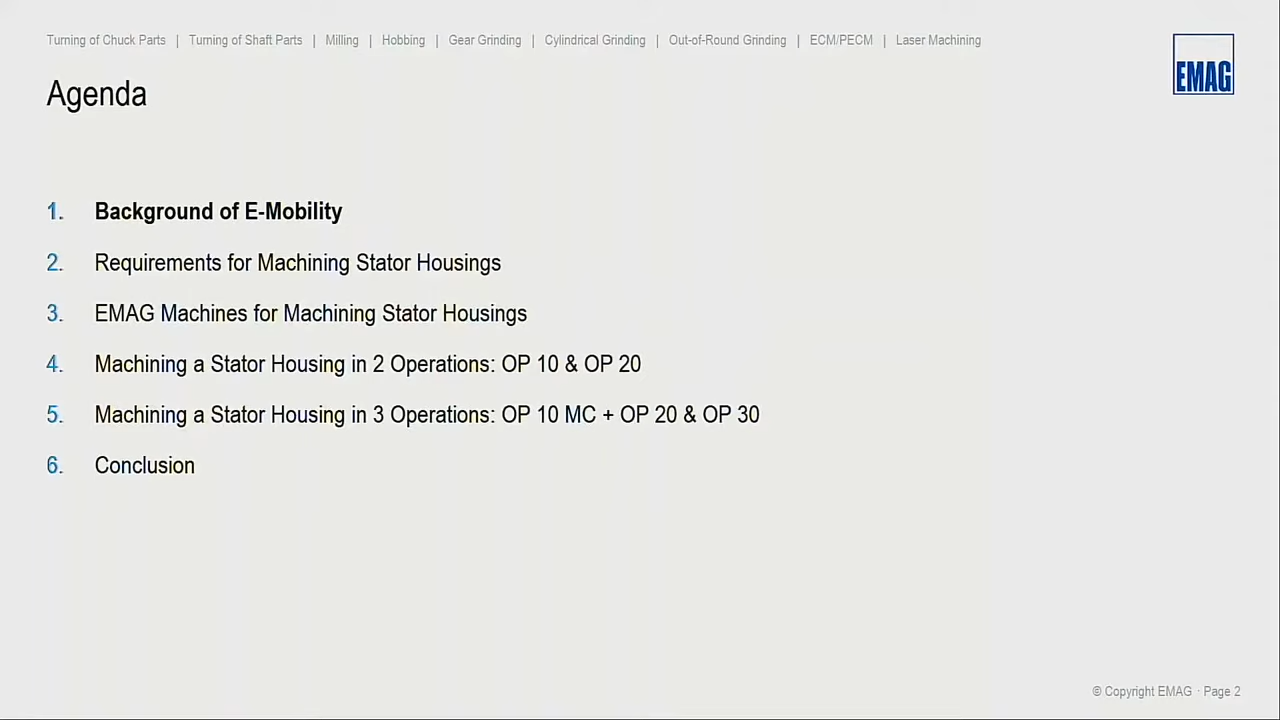 Turning of Chuck Parts | Turning of Shaft Parts | Milling | Hobbing | Gear Grinding | Cylindrical Grinding | Out-of-Round Grinding | ECM/PECM | Laser Machining
EMAG
Agenda
1. Background of E-Mobility
2. Requirements for Machining Stator Housings
3. EMAG Machines for Machining Stator Housings
4. Machining a Stator Housing in 2 Operations: OP 10 & OP 20
5. Machining a Stator Housing in 3 Operations: OP 10 MC + OP 20 & OP 30
6. Conclusion
© Copyright EMAG · Page 2